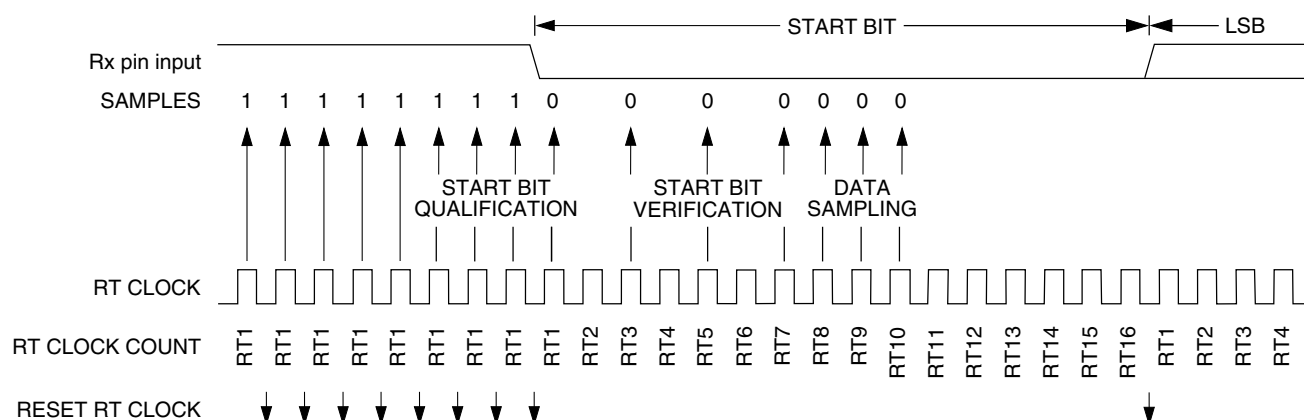 START BIT LSB
Rx pin input
SAMPLES 1 1 1 1 1 1 1 1 0 0 0 0 0 0 0
START BIT QUALIFICATION START BIT VERIFICATION DATA SAMPLING
RT CLOCK
RT CLOCK COUNT RT1 RT1 RT1 RT1 RT1 RT1 RT1 RT1 RT1 RT2 RT3 RT4 RT5 RT6 RT7 RT8 RT9 RT10 RT11 RT12 RT13 RT14 RT15 RT16 RT1 RT2 RT3 RT4
RESET RT CLOCK